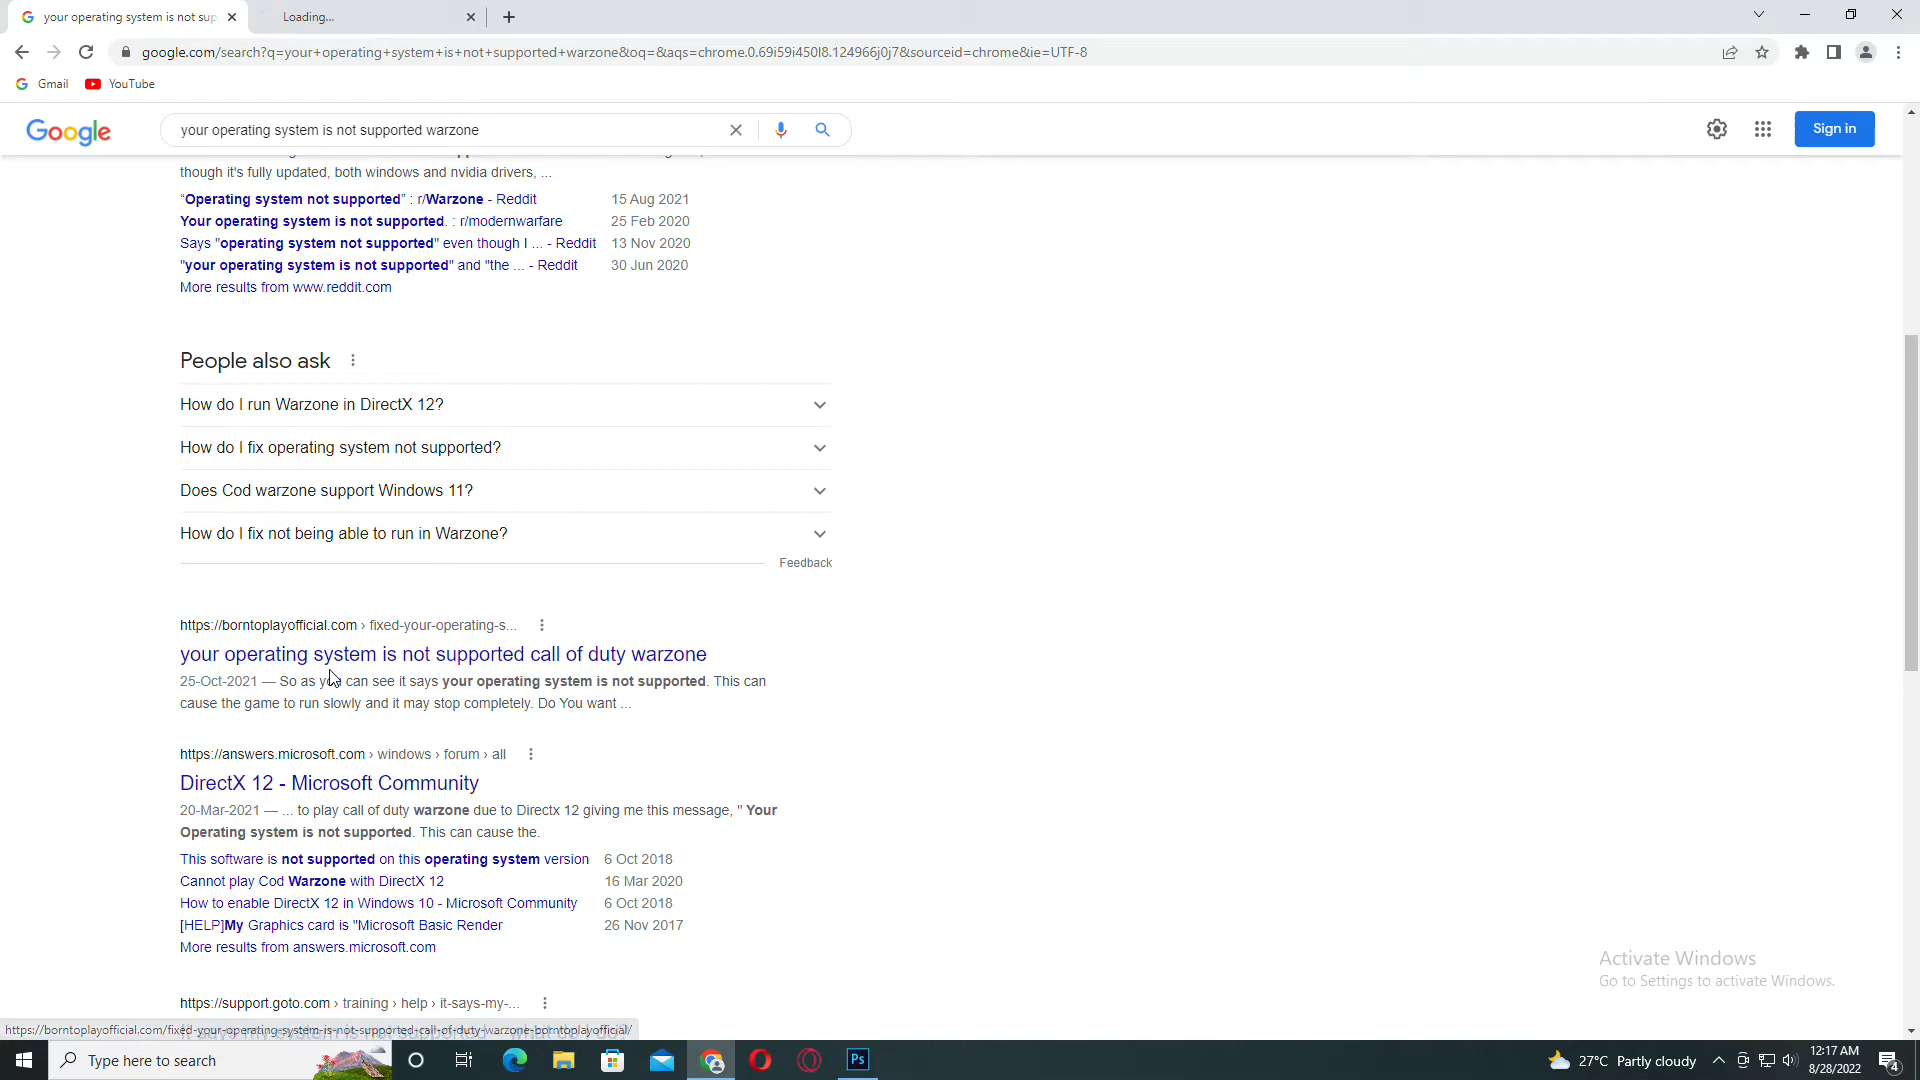 your operating system is not sup
Loading...
google.com/search?q=your+operating+system+is+not+supported+warzone&oq=&aqs=chrome.0.69i59i450l8.124966j0j7&sourceid=chrome&ie=UTF-8
Gmail YouTube
Google your operating system is not supported warzone Sign in
though it's fully updated, both windows and nvidia drivers, ...
"Operating system not supported" : r/Warzone - Reddit 15 Aug 2021
Your operating system is not supported. : r/modernwarfare 25 Feb 2020
Says "operating system not supported" even though I ... - Reddit 13 Nov 2020
"your operating system is not supported" and "the ... - Reddit 30 Jun 2020
More results from www.reddit.com
People also ask
How do I run Warzone in DirectX 12?
How do I fix operating system not supported?
Does Cod warzone support Windows 11?
How do I fix not being able to run in Warzone?
Feedback
https://borntoplayofficial.com › fixed-your-operating-s...
your operating system is not supported call of duty warzone
25-Oct-2021 — So as you can see it says your operating system is not supported. This can
cause the game to run slowly and it may stop completely. Do You want ...
https://answers.microsoft.com › windows › forum › all
DirectX 12 - Microsoft Community
20-Mar-2021 — ... to play call of duty warzone due to Directx 12 giving me this message, " Your
Operating system is not supported. This can cause the.
This software is not supported on this operating system version 6 Oct 2018
Cannot play Cod Warzone with DirectX 12 16 Mar 2020
How to enable DirectX 12 in Windows 10 - Microsoft Community 6 Oct 2018
[HELP]My Graphics card is "Microsoft Basic Render 26 Nov 2017
More results from answers.microsoft.com
Activate Windows
Go to Settings to activate Windows.
https://support.goto.com › training › help › it-says-my-...
https://borntoplayofficial.com/fixed-your-operating-system-is-not-supported-call-of-duty-warzone-borntoplayofficial/
Type here to search
Ps
27°C Partly cloudy
12:17 AM
8/28/2022
4